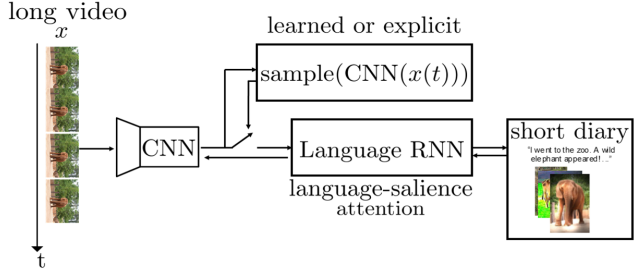 long video
x
t
CNN
learned or explicit
sample(CNN(x(t)))
Language RNN
language-salience
attention
short diary
"I went to the zoo. A wild
elephant appeared! ..."